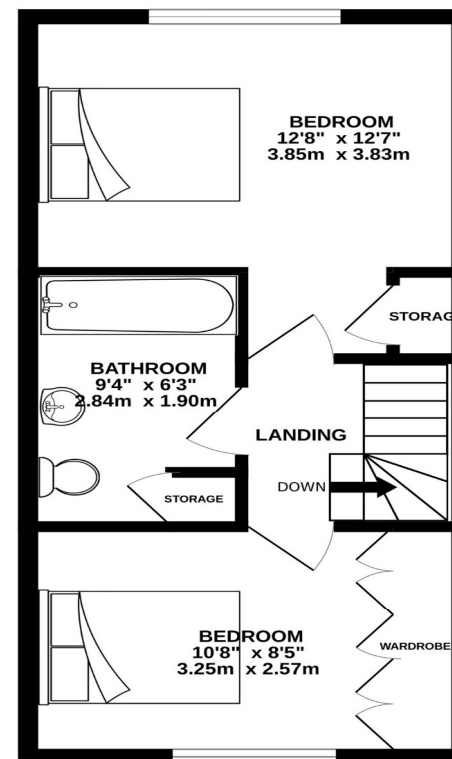 BEDROOM
12'8" x 12'7"
3.85m x 3.83m
STORAG
BATHROOM
9'4" x 6'3"
2.84m x 1.90m
LANDING
DOWN
STORAGE
BEDROOM
10'8" x 8'5"
3.25m x 2.57m
WARDROBE